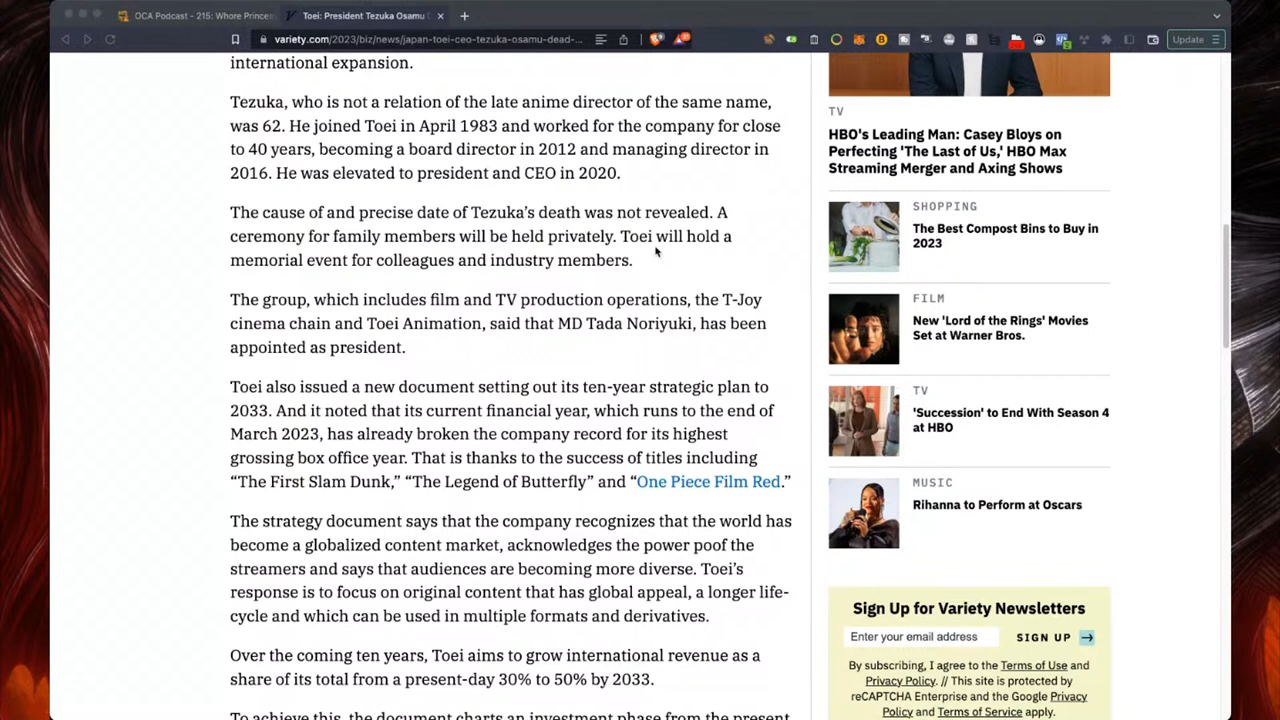 OCA Podcast - 215: Whore Princes
Toei: President Tezuka Osamu
variety.com/2023/biz/news/japan-toei-ceo-tezuka-osamu-dead-...
Update
international expansion.
Tezuka, who is not a relation of the late anime director of the same name,
was 62. He joined Toei in April 1983 and worked for the company for close
to 40 years, becoming a board director in 2012 and managing director in
2016. He was elevated to president and CEO in 2020.
The cause of and precise date of Tezuka’s death was not revealed. A
ceremony for family members will be held privately. Toei will hold a
memorial event for colleagues and industry members.
The group, which includes film and TV production operations, the T-Joy
cinema chain and Toei Animation, said that MD Tada Noriyuki, has been
appointed as president.
Toei also issued a new document setting out its ten-year strategic plan to
2033. And it noted that its current financial year, which runs to the end of
March 2023, has already broken the company record for its highest
grossing box office year. That is thanks to the success of titles including
“The First Slam Dunk,” “The Legend of Butterfly” and “One Piece Film Red.”
The strategy document says that the company recognizes that the world has
become a globalized content market, acknowledges the power poof the
streamers and says that audiences are becoming more diverse. Toei’s
response is to focus on original content that has global appeal, a longer life-
cycle and which can be used in multiple formats and derivatives.
Over the coming ten years, Toei aims to grow international revenue as a
share of its total from a present-day 30% to 50% by 2033.
To achieve this, the document charts an investment phase from the present
TV
HBO's Leading Man: Casey Bloys on
Perfecting 'The Last of Us,' HBO Max
Streaming Merger and Axing Shows
SHOPPING
The Best Compost Bins to Buy in
2023
FILM
New 'Lord of the Rings' Movies
Set at Warner Bros.
TV
'Succession' to End With Season 4
at HBO
MUSIC
Rihanna to Perform at Oscars
Sign Up for Variety Newsletters
Enter your email address
SIGN UP
By subscribing, I agree to the Terms of Use and
Privacy Policy. // This site is protected by
reCAPTCHA Enterprise and the Google Privacy
Policy and Terms of Service apply.